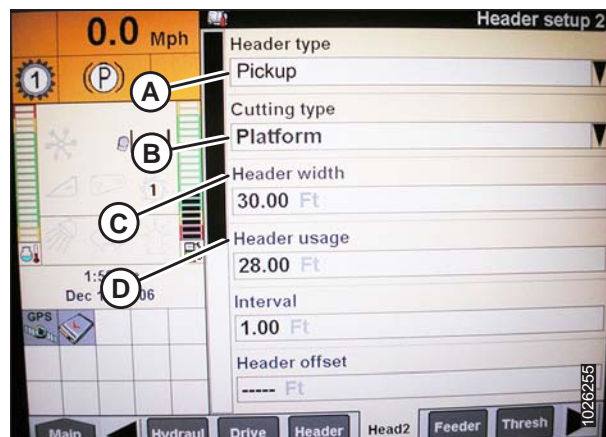 0.0 Mph
Header setup 2
1
(P)
A
Header type
Pickup
B
Cutting type
Platform
C
Header width
30.00 Ft
1
D
Header usage
28.00 Ft
Dec
06
GPS
Interval
1.00 Ft
Header offset
----- Ft
1026255
Main
Hydraul
Drive
Header
Head2
Feeder
Thresh